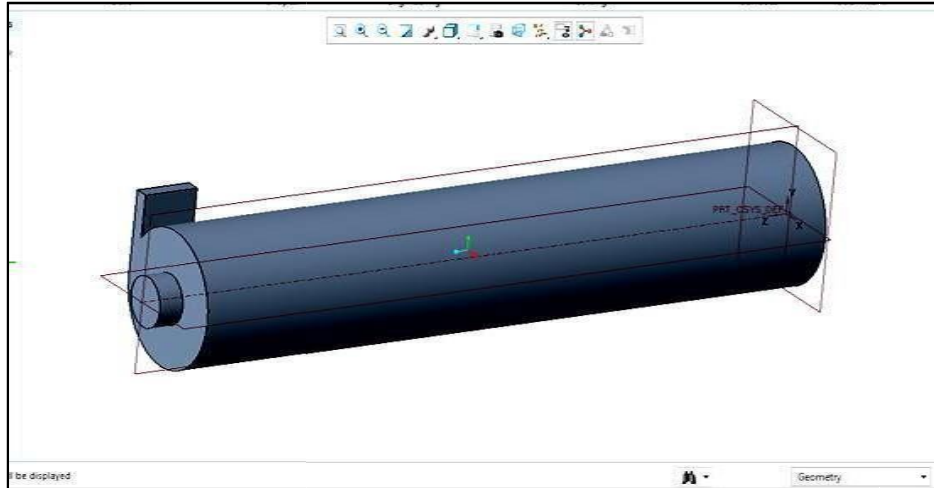 PRT_CSYS_DEF
Y
Z
X
ll be displayed
Geometry